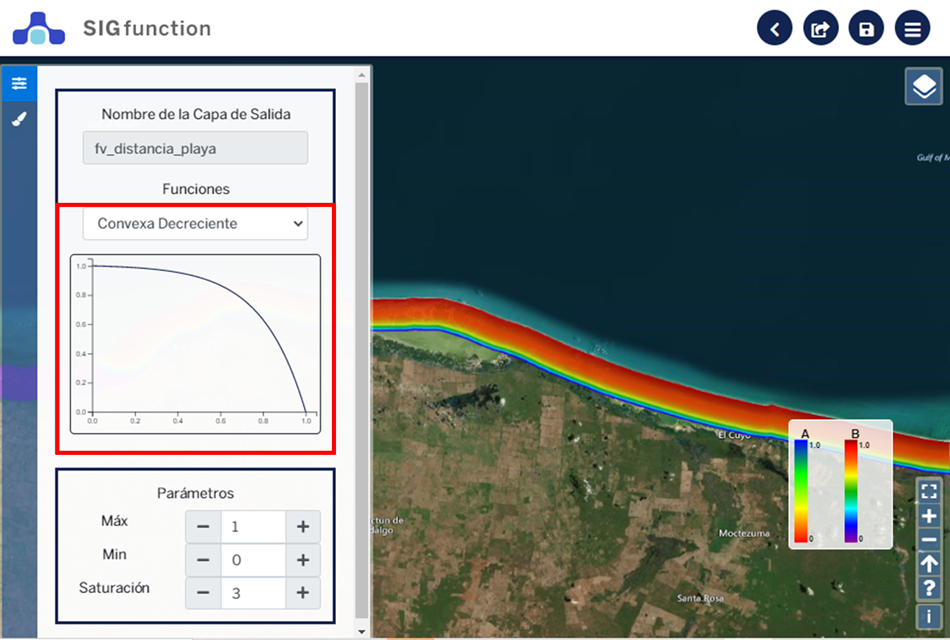 SIGfunction
Nombre de la Capa de Salida
fv_distancia_playa
Funciones
Convexa Decreciente
1.0
0.8
0.6
0.4
0.2
0.0
0.0 0.2 0.4 0.6 0.8 1.0
Parámetros
Máx 1
Min 0
Saturación 3
Gulf of M
El Cuyo
A B
1.0 1.0
0 0
ctún de
dalgo
Moctezuma
Santa Rosa
?
i